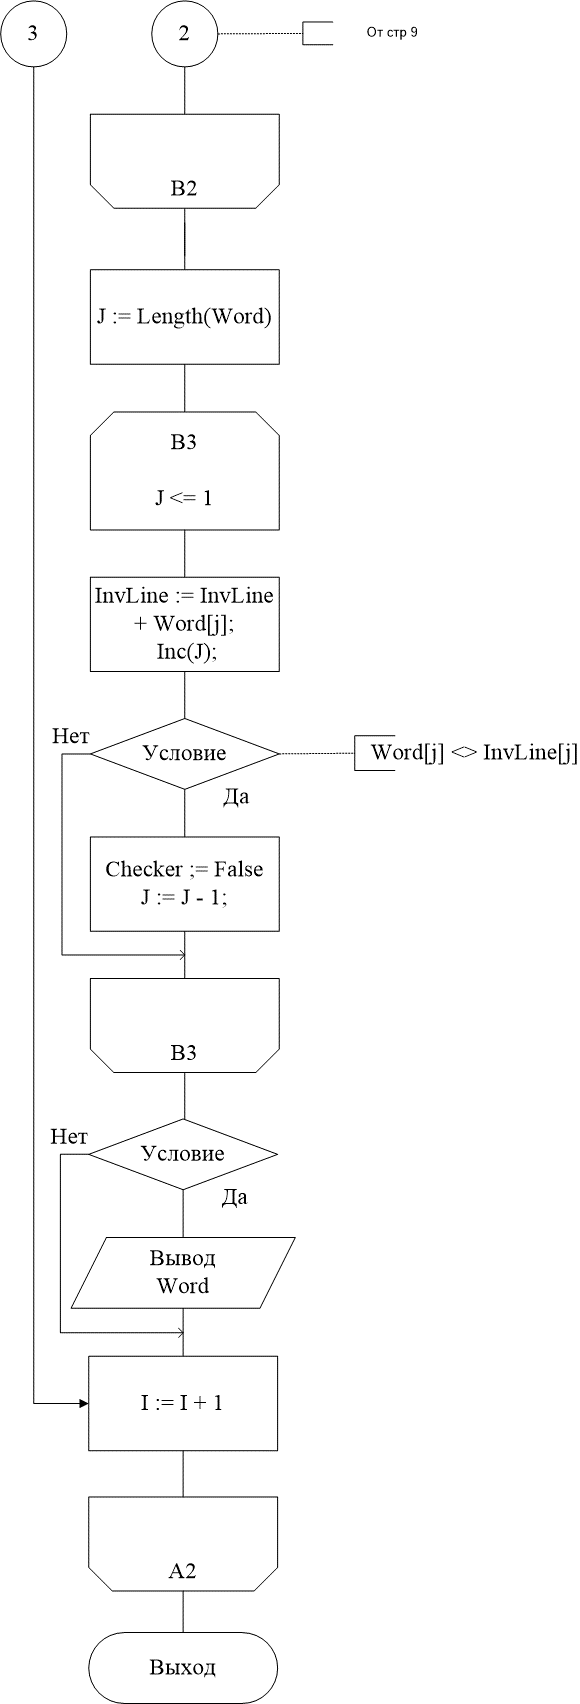 3
2
От стр 9
B2
J := Length(Word)
B3
J <= 1
InvLine := InvLine
+ Word[j];
Inc(J);
Нет
Условие
Word[j] <> InvLine[j]
Да
Checker ;= False
J := J - 1;
B3
Нет
Условие
Да
Вывод
Word
I := I + 1
A2
Выход